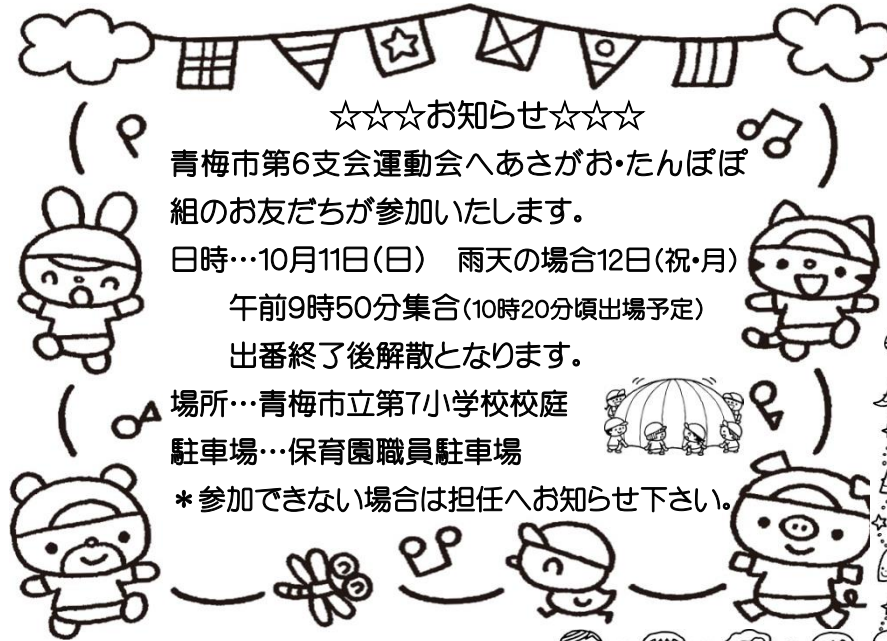 ☆☆☆お知らせ☆☆☆
青梅市第6支会運動会へあさがお・たんぽぽ
組のお友だちが参加いたします。
日時…10月11日(日)　雨天の場合12日(祝・月)
午前9時50分集合(10時20分頃出場予定)
出番終了後解散となります。
場所…青梅市立第7小学校校庭
駐車場…保育園職員駐車場
＊参加できない場合は担任へお知らせ下さい。